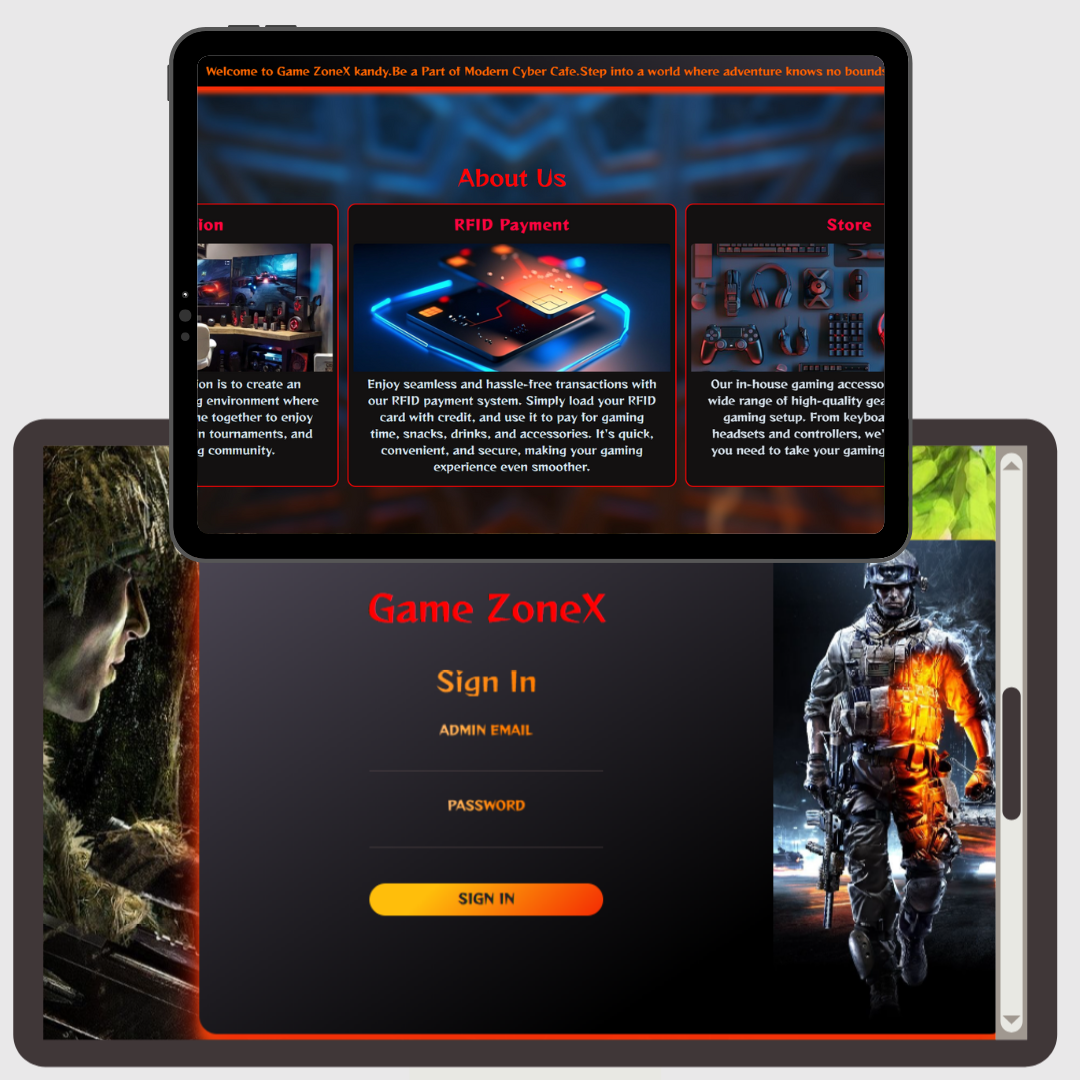 Welcome to Game ZoneX kandy.Be a Part of Modern Cyber Cafe.Step into a world where adventure knows no bounds
About Us
ion
on is to create an
g environment where
ne together to enjoy
n tournaments, and
g community.
RFID Payment
Enjoy seamless and hassle-free transactions with
our RFID payment system. Simply load your RFID
card with credit, and use it to pay for gaming
time, snacks, drinks, and accessories. It's quick,
convenient, and secure, making your gaming
experience even smoother.
Store
Our in-house gaming accesso
wide range of high-quality gea
gaming setup. From keyboa
headsets and controllers, we'
you need to take your gaming
Game ZoneX
Sign In
ADMIN EMAIL
PASSWORD
SIGN IN